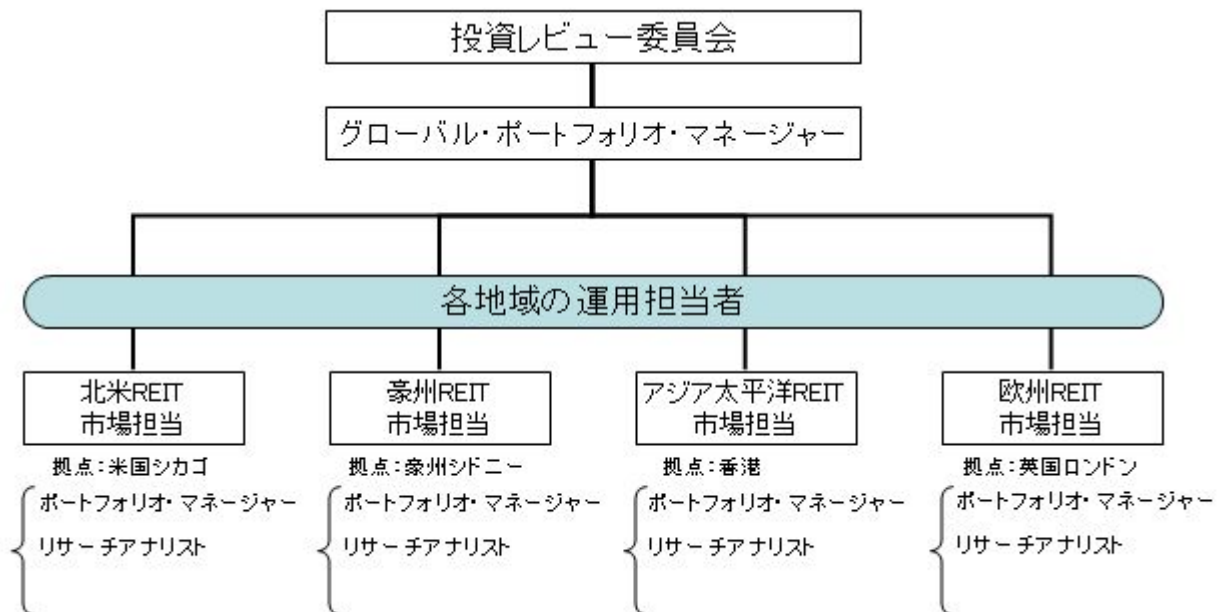 投資レビュー委員会
グローバル・ポートフォリオ・マネージャー
各地域の運用担当者
北米REIT
市場担当
豪州REIT
市場担当
アジア太平洋REIT
市場担当
欧州REIT
市場担当
拠点：米国シカゴ
拠点：豪州シドニー
拠点：香港
拠点：英国ロンドン
ポートフォリオ・マネージャー
リサーチアナリスト
ポートフォリオ・マネージャー
リサーチアナリスト
ポートフォリオ・マネージャー
リサーチアナリスト
ポートフォリオ・マネージャー
リサーチアナリスト